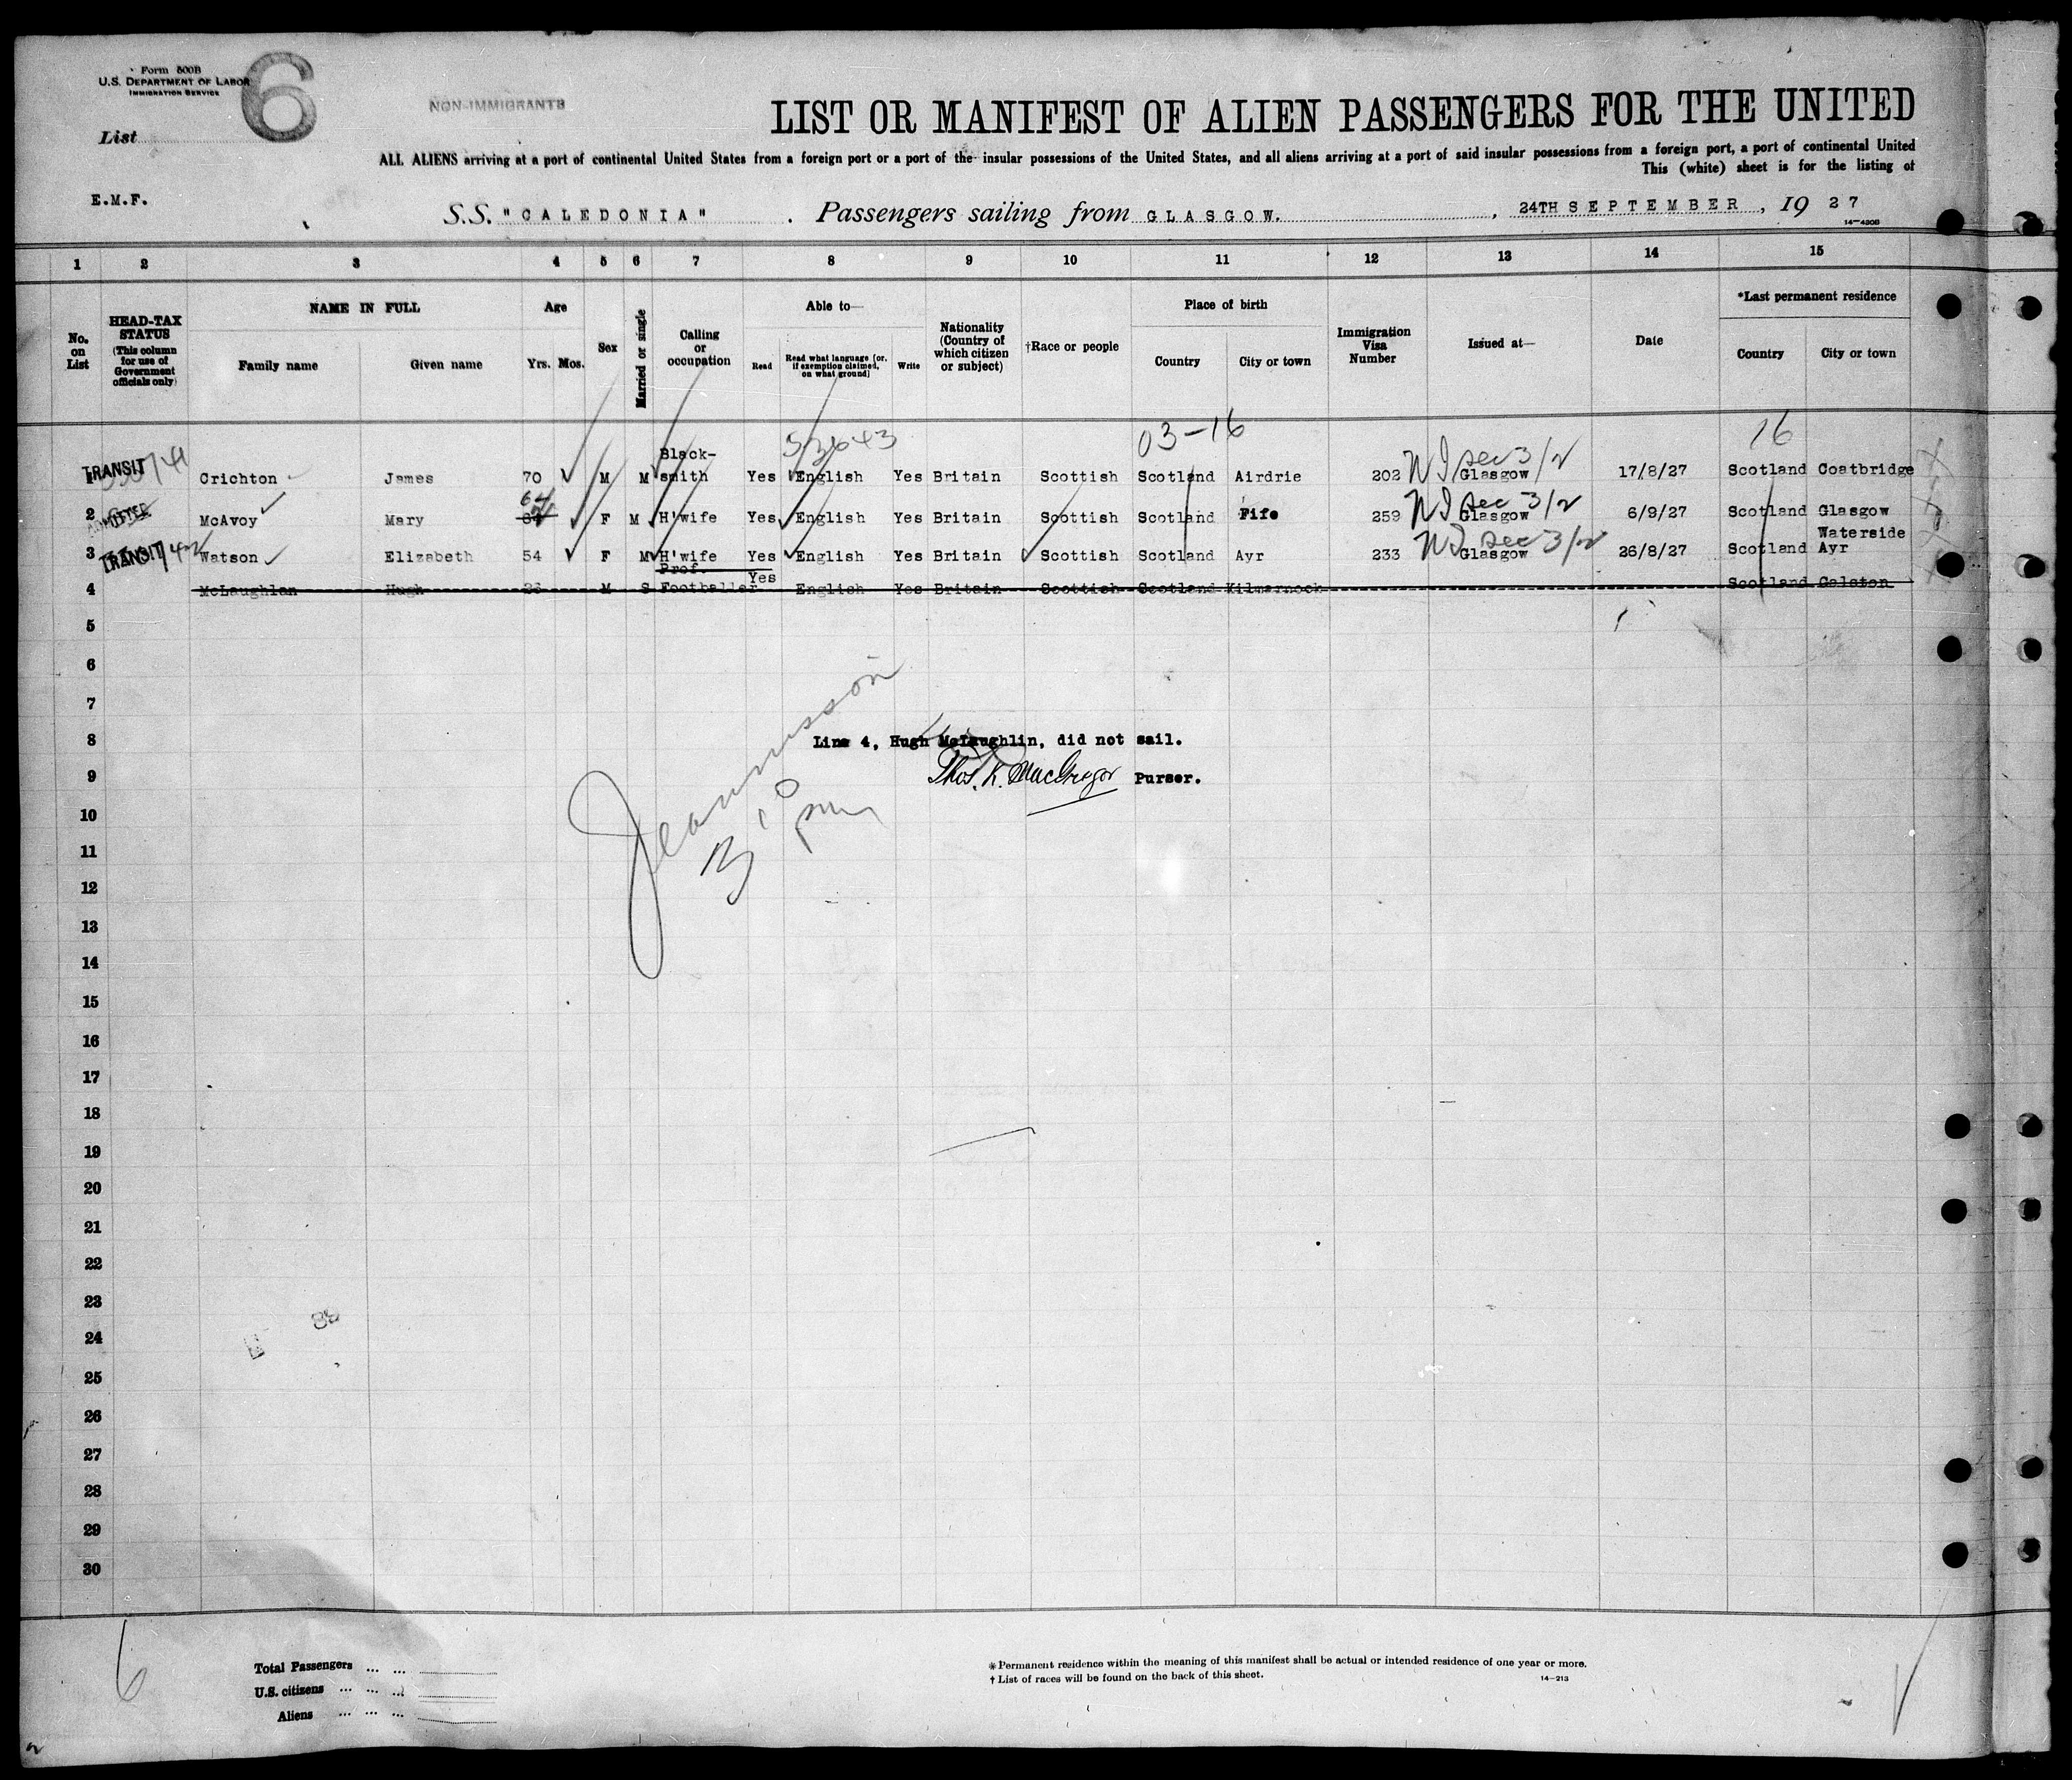 Form 500B
U.S. DEPARTMENT OF LABOR
IMMIGRATION SERVICE
6
NON-IMMIGRANTS
List
LIST OR MANIFEST OF ALIEN PASSENGERS FOR THE UNITED
ALL ALIENS arriving at a port of continental United States from a foreign port or a port of the insular possessions of the United States, and all aliens arriving at a port of said insular possessions from a foreign port, a port of continental United
This (white) sheet is for the listing of
E.M.F.
S.S. "CALEDONIA". Passengers sailing from GLASGOW., 24TH SEPTEMBER, 19 27
14-430B
1 2 3 4 5 6 7 8 9 10 11 12 13 14 15
No. on List
HEAD-TAX STATUS (This column for use of Government officials only)
NAME IN FULL
Family name Given name
Age
Yrs. Mos.
Sex
Married or single
Calling or occupation
Able to—
Read
Read what language [or, if exemption claimed, on what ground]
Write
Nationality (Country of which citizen or subject)
†Race or people
Place of birth
Country City or town
Immigration Visa Number
Issued at—
Date
*Last permanent residence
Country City or town
03-16
16
1 TRANSIT Crichton James 70 M M Black-smith Yes English Yes Britain Scottish Scotland Airdrie 202 N I Sec 3/2 Glasgow 17/8/27 Scotland Coatbridge
2 McAvoy Mary 64 F M H'wife Yes English Yes Britain Scottish Scotland Fife 259 N I Sec 3/2 Glasgow 6/9/27 Scotland Glasgow
3 TRANSIT Watson Elizabeth 54 F M H'wife Yes English Yes Britain Scottish Scotland Ayr 233 N I Sec 3/2 Glasgow 26/8/27 Scotland Waterside Ayr
4 McLaughlan Hugh 26 M S Prof. Footballer Yes English Yes Britain Scottish Scotland Kilmarnock Scotland Galston
5
6
7
8
Line 4, Hugh McLaughlin, did not sail.
9
Thos. K. MacGregor Purser.
10
11
12
13
14
15
16
17
18
19
20
21
22
23
24
25
26
27
28
29
30
6
Total Passengers ... ...
U.S. citizens ... ... ...
Aliens ... ... ...
*Permanent residence within the meaning of this manifest shall be actual or intended residence of one year or more.
† List of races will be found on the back of this sheet.
14-213